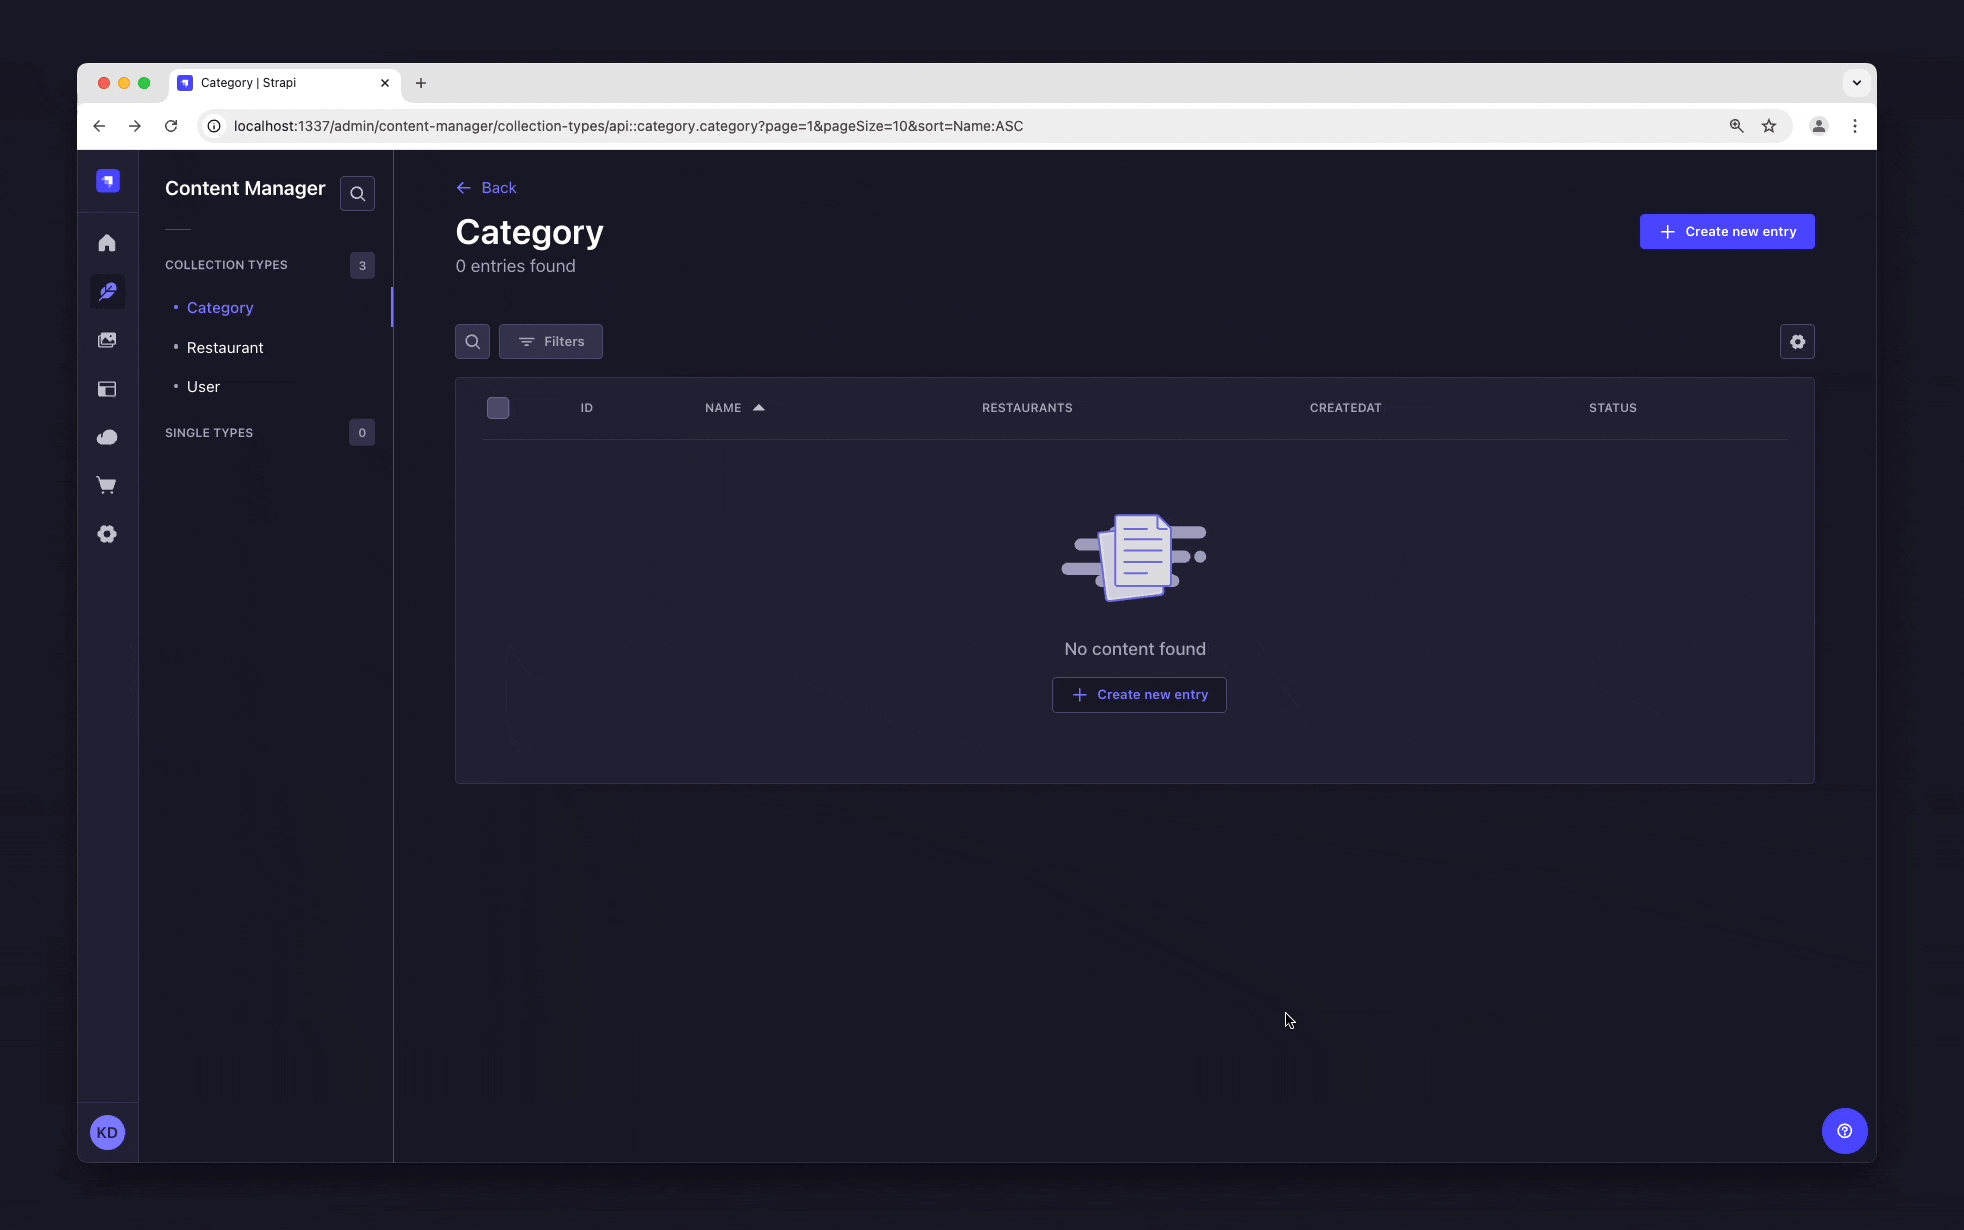 Category | Strapi
localhost:1337/admin/content-manager/collection-types/api::category.category?page=1&pageSize=10&sort=Name:ASC
Content Manager
COLLECTION TYPES 3
Category
Restaurant
User
SINGLE TYPES 0
KD
Back
Category
0 entries found
Create new entry
Filters
ID NAME RESTAURANTS CREATEDAT STATUS
No content found
Create new entry